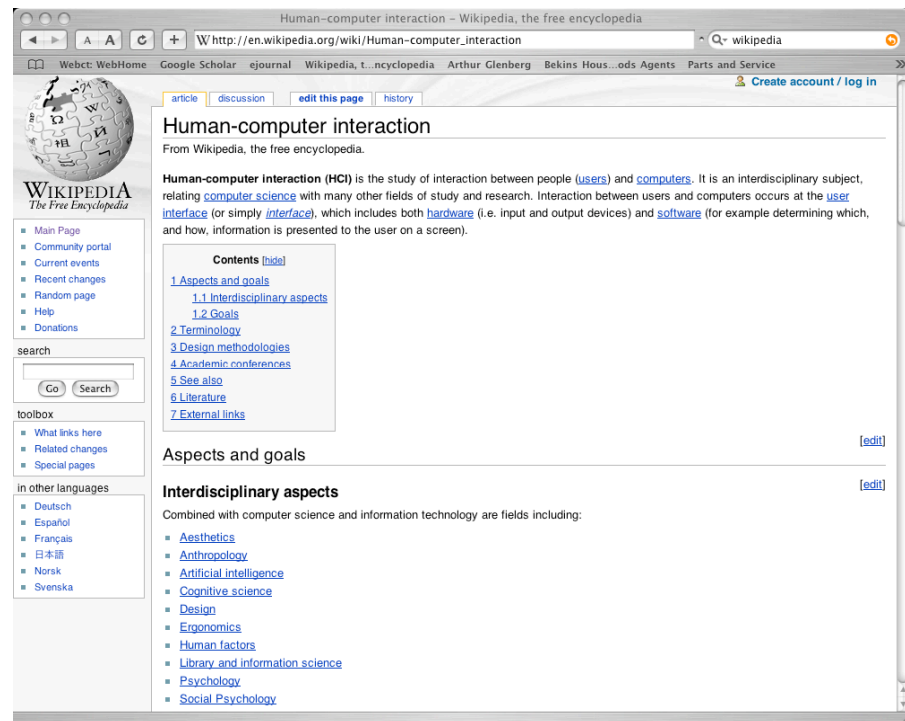 Human-computer interaction – Wikipedia, the free encyclopedia
A A C + W http://en.wikipedia.org/wiki/Human-computer_interaction Q wikipedia
Webct: WebHome Google Scholar ejournal Wikipedia, t...ncyclopedia Arthur Glenberg Bekins Hous...ods Agents Parts and Service »
Create account / log in
article discussion edit this page history
Human-computer interaction
From Wikipedia, the free encyclopedia.
Human-computer interaction (HCI) is the study of interaction between people (users) and computers. It is an interdisciplinary subject,
relating computer science with many other fields of study and research. Interaction between users and computers occurs at the user
interface (or simply interface), which includes both hardware (i.e. input and output devices) and software (for example determining which,
and how, information is presented to the user on a screen).
Contents [hide]
1 Aspects and goals
1.1 Interdisciplinary aspects
1.2 Goals
2 Terminology
3 Design methodologies
4 Academic conferences
5 See also
6 Literature
7 External links
Aspects and goals
[edit]
Interdisciplinary aspects
[edit]
Combined with computer science and information technology are fields including:
Aesthetics
Anthropology
Artificial intelligence
Cognitive science
Design
Ergonomics
Human factors
Library and information science
Psychology
Social Psychology
Ω W И 祖
WIKIPEDIA
The Free Encyclopedia
Main Page
Community portal
Current events
Recent changes
Random page
Help
Donations
search
Go Search
toolbox
What links here
Related changes
Special pages
in other languages
Deutsch
Español
Français
日本語
Norsk
Svenska